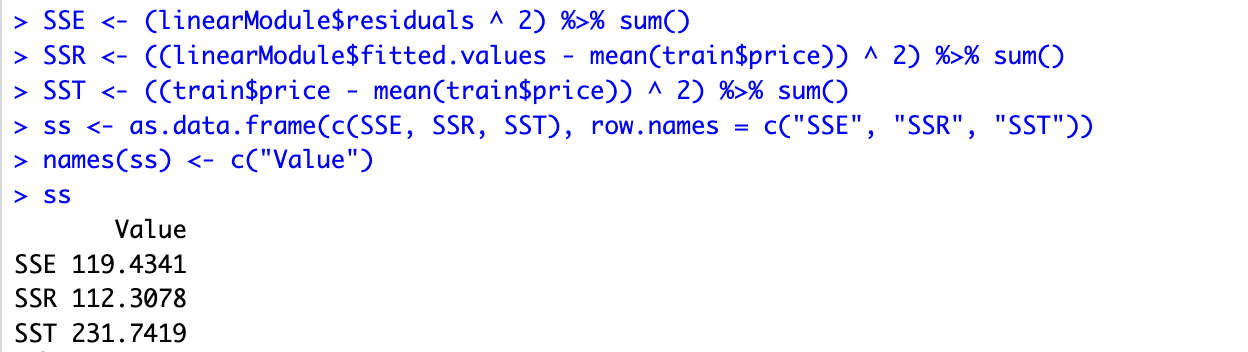 > SSE <- (linearModule$residuals ^ 2) %>% sum()
> SSR <- ((linearModule$fitted.values - mean(train$price)) ^ 2) %>% sum()
> SST <- ((train$price - mean(train$price)) ^ 2) %>% sum()
> ss <- as.data.frame(c(SSE, SSR, SST), row.names = c("SSE", "SSR", "SST"))
> names(ss) <- c("Value")
> ss
Value
SSE 119.4341
SSR 112.3078
SST 231.7419